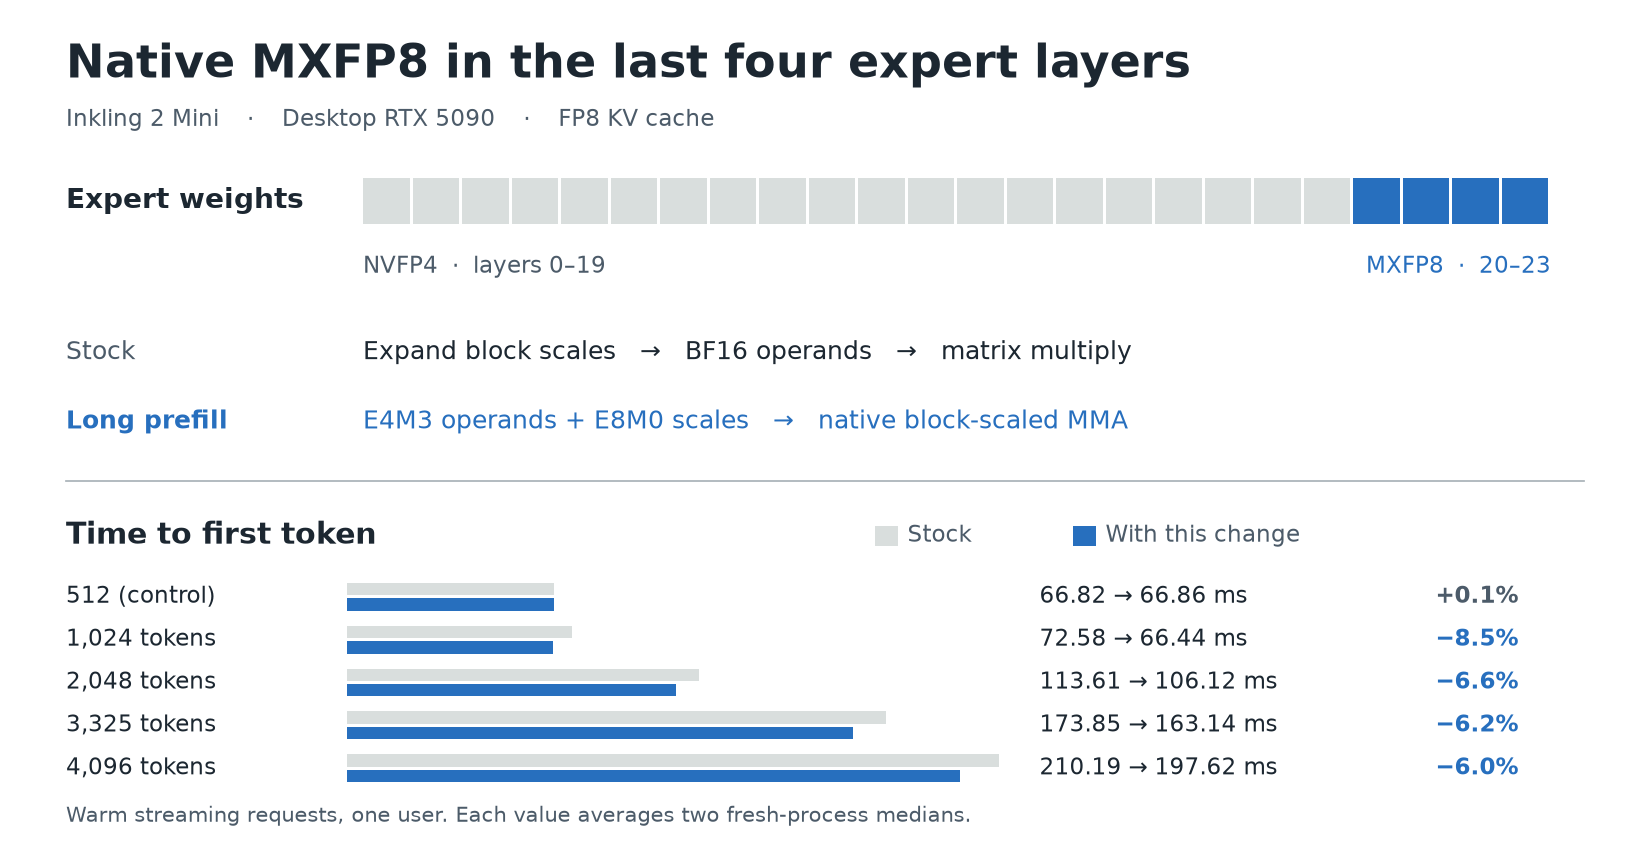 Native MXFP8 in the last four expert layers
Inkling 2 Mini · Desktop RTX 5090 · FP8 KV cache
Expert weights
NVFP4 · layers 0–19 MXFP8 · 20–23
Stock Expand block scales → BF16 operands → matrix multiply
Long prefill E4M3 operands + E8M0 scales → native block-scaled MMA
Time to first token Stock With this change
512 (control) 66.82 → 66.86 ms +0.1%
1,024 tokens 72.58 → 66.44 ms −8.5%
2,048 tokens 113.61 → 106.12 ms −6.6%
3,325 tokens 173.85 → 163.14 ms −6.2%
4,096 tokens 210.19 → 197.62 ms −6.0%
Warm streaming requests, one user. Each value averages two fresh-process medians.